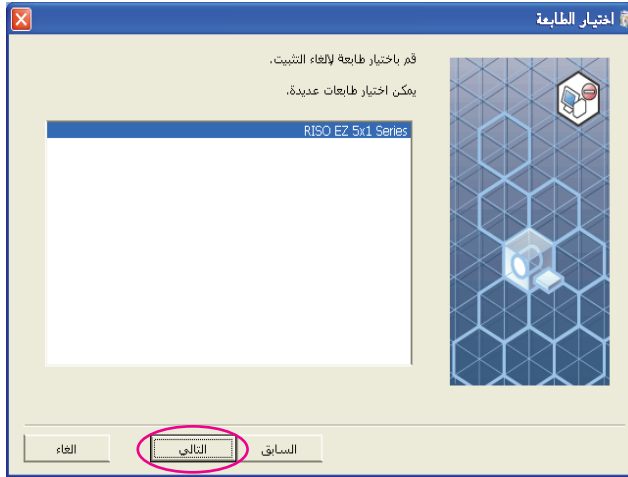 اختيار الطابعة
قم باختيار طابعة لإلغاء التثبيت.
يمكن اختيار طابعات عديدة.
RISO EZ 5x1 Series
السابق
التالي
الغاء